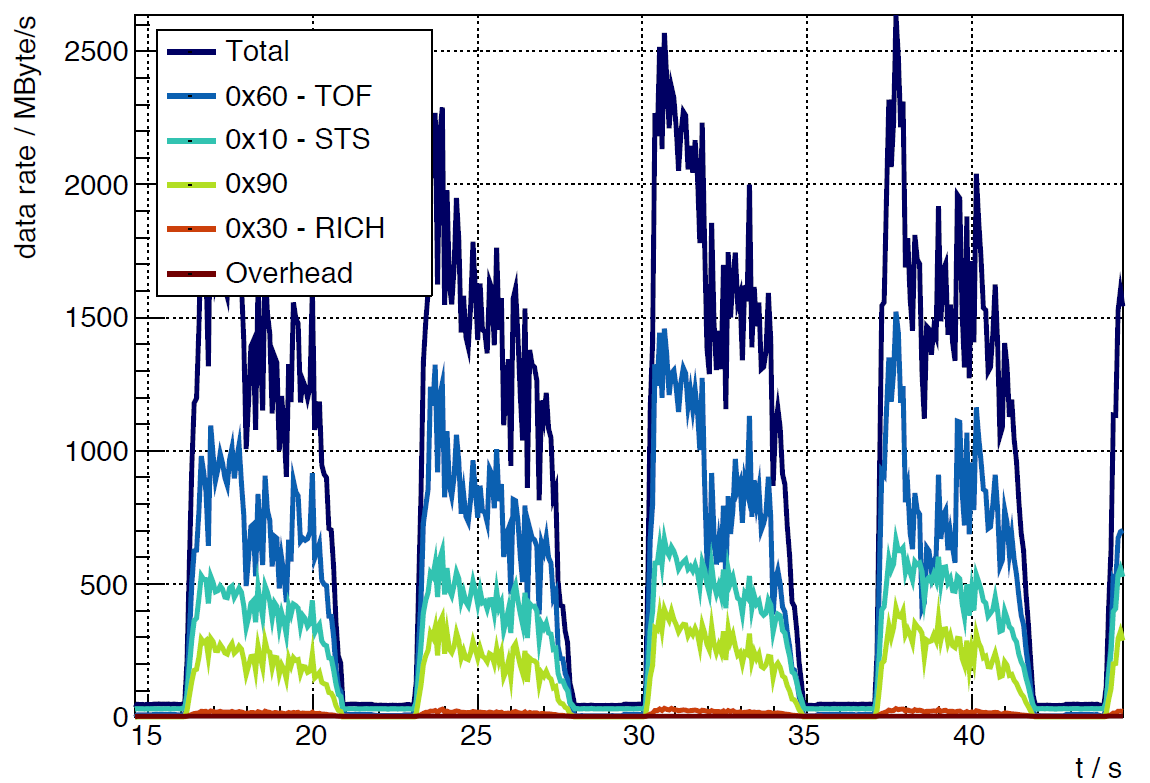 data rate / MByte/s
2500
2000
1500
1000
500
0
Total
0x60 - TOF
0x10 - STS
0x90
0x30 - RICH
Overhead
15 20 25 30 35 40
t / s